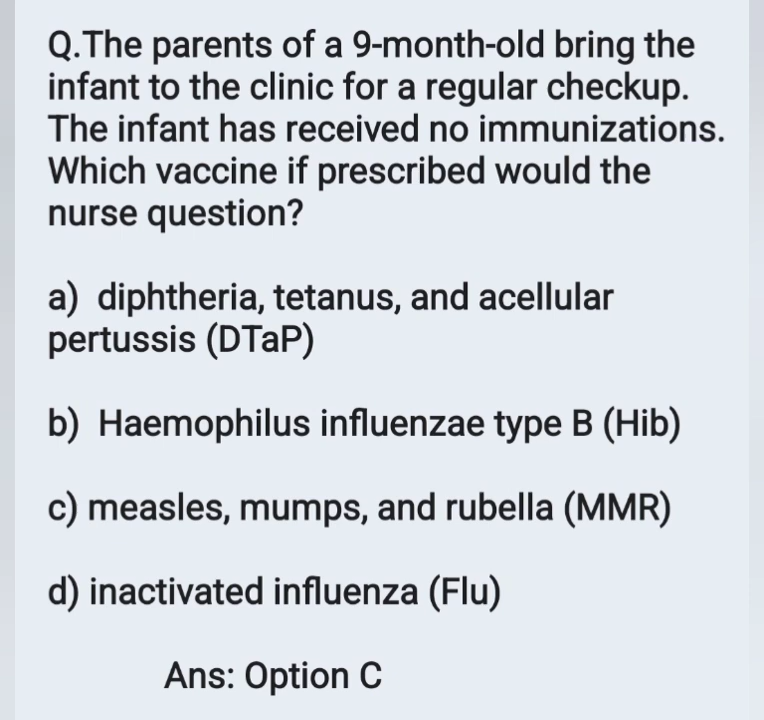 Q.The parents of a 9-month-old bring the
infant to the clinic for a regular checkup.
The infant has received no immunizations.
Which vaccine if prescribed would the
nurse question?
a) diphtheria, tetanus, and acellular
pertussis (DTaP)
b) Haemophilus influenzae type B (Hib)
c) measles, mumps, and rubella (MMR)
d) inactivated influenza (Flu)
Ans: Option C